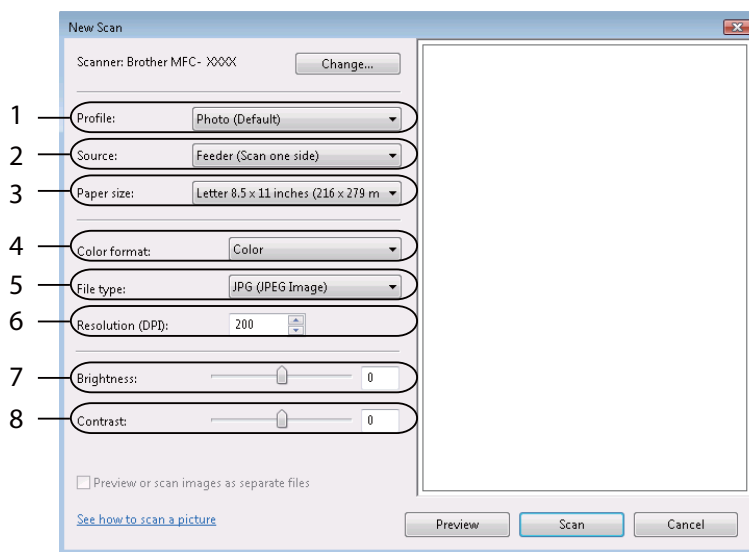 New Scan
Scanner: Brother MFC- XXXX
Change...
1 Profile: Photo (Default)
2 Source: Feeder (Scan one side)
3 Paper size: Letter 8.5 x 11 inches (216 x 279 m
4 Color format: Color
5 File type: JPG (JPEG Image)
6 Resolution (DPI): 200
7 Brightness: 0
8 Contrast: 0
Preview or scan images as separate files
See how to scan a picture
Preview Scan Cancel